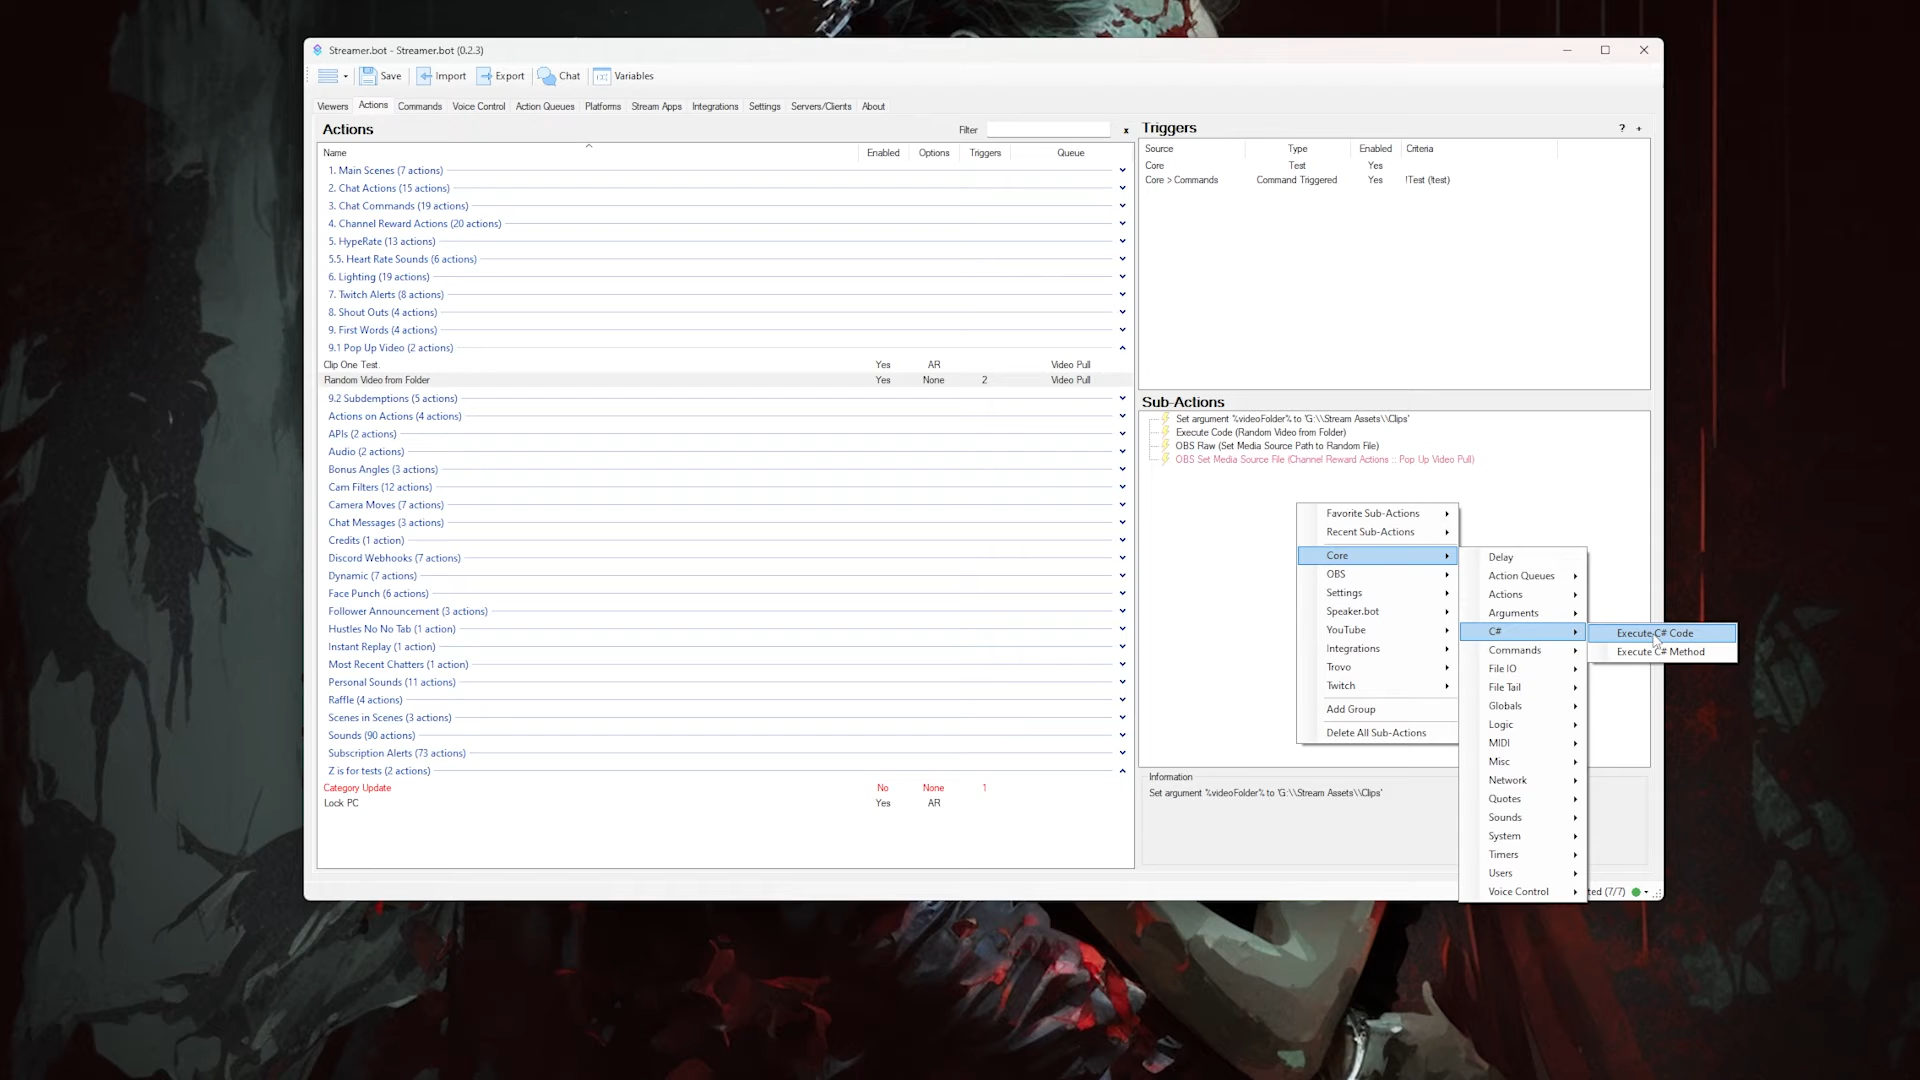 Streamer.bot - Streamer.bot (0.2.3)
Save Import Export Chat Variables
Viewers Actions Commands Voice Control Action Queues Platforms Stream Apps Integrations Settings Servers/Clients About
Actions Filter x
Name Enabled Options Triggers Queue
1. Main Scenes (7 actions)
2. Chat Actions (15 actions)
3. Chat Commands (19 actions)
4. Channel Reward Actions (20 actions)
5. HypeRate (13 actions)
5.5. Heart Rate Sounds (6 actions)
6. Lighting (19 actions)
7. Twitch Alerts (8 actions)
8. Shout Outs (4 actions)
9. First Words (4 actions)
9.1 Pop Up Video (2 actions)
Clip One Test. Yes AR Video Pull
Random Video from Folder Yes None 2 Video Pull
9.2 Subdemptions (5 actions)
Actions on Actions (4 actions)
APIs (2 actions)
Audio (2 actions)
Bonus Angles (3 actions)
Cam Filters (12 actions)
Camera Moves (7 actions)
Chat Messages (3 actions)
Credits (1 action)
Discord Webhooks (7 actions)
Dynamic (7 actions)
Face Punch (6 actions)
Follower Announcement (3 actions)
Hustles No No Tab (1 action)
Instant Replay (1 action)
Most Recent Chatters (1 action)
Personal Sounds (11 actions)
Raffle (4 actions)
Scenes in Scenes (3 actions)
Sounds (90 actions)
Subscription Alerts (73 actions)
Z is for tests (2 actions)
Category Update No None 1
Lock PC Yes AR
Triggers ? +
Source Type Enabled Criteria
Core Test Yes
Core > Commands Command Triggered Yes !Test (!test)
Sub-Actions
Set argument '%videoFolder% to 'G:\\Stream Assets\\Clips'
Execute Code (Random Video from Folder)
OBS Raw (Set Media Source Path to Random File)
OBS Set Media Source File (Channel Reward Actions :: Pop Up Video Pull)
Favorite Sub-Actions
Recent Sub-Actions
Core
OBS
Settings
Speaker.bot
YouTube
Integrations
Trovo
Twitch
Add Group
Delete All Sub-Actions
Delay
Action Queues
Actions
Arguments
C#
Commands
File IO
File Tail
Globals
Logic
MIDI
Misc
Network
Quotes
Sounds
System
Timers
Users
Voice Control
Execute C# Code
Execute C# Method
Information
Set argument '%videoFolder% to 'G:\\Stream Assets\\Clips'
ted (7/7)